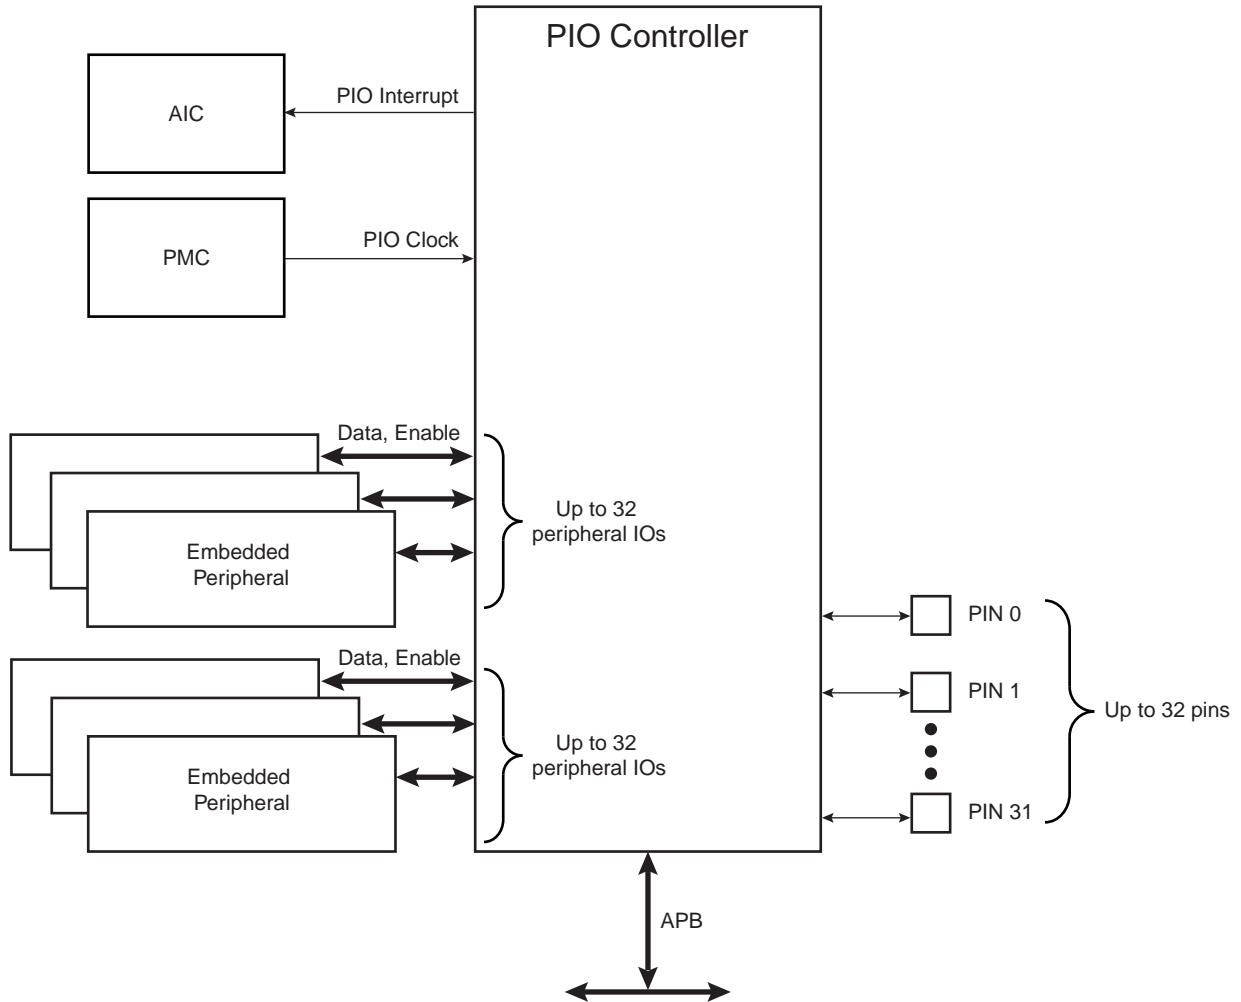 PIO Controller
PIO Interrupt
AIC
PIO Clock
PMC
Data, Enable
Up to 32
peripheral IOs
Embedded
Peripheral
PIN 0
Data, Enable
PIN 1
Up to 32 pins
Up to 32
peripheral IOs
Embedded
Peripheral
PIN 31
APB